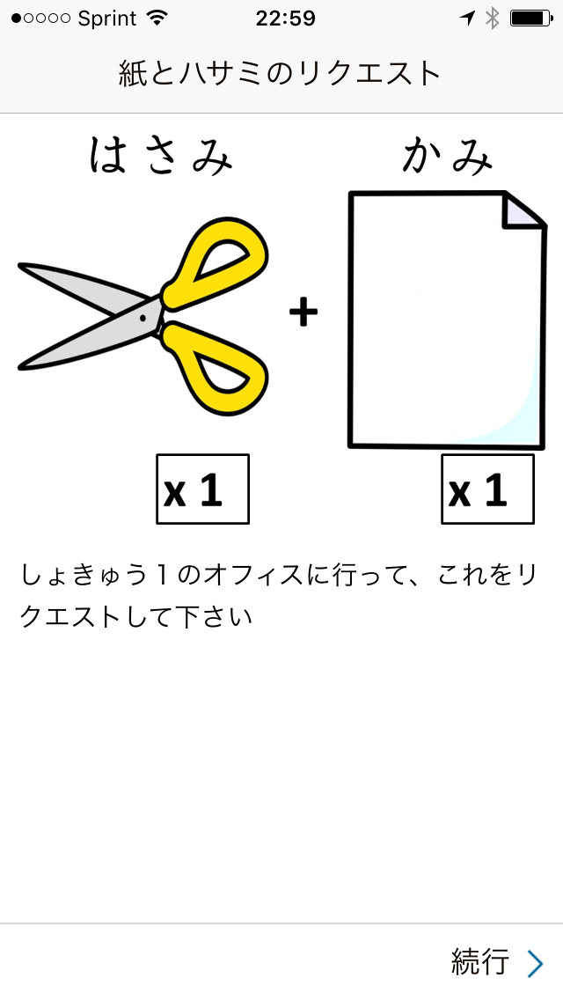 Sprint 22:59
紙とハサミのリクエスト
はさみ かみ
+
x 1 x 1
しょきゅう１のオフィスに行って、これをリ
クエストして下さい
続行